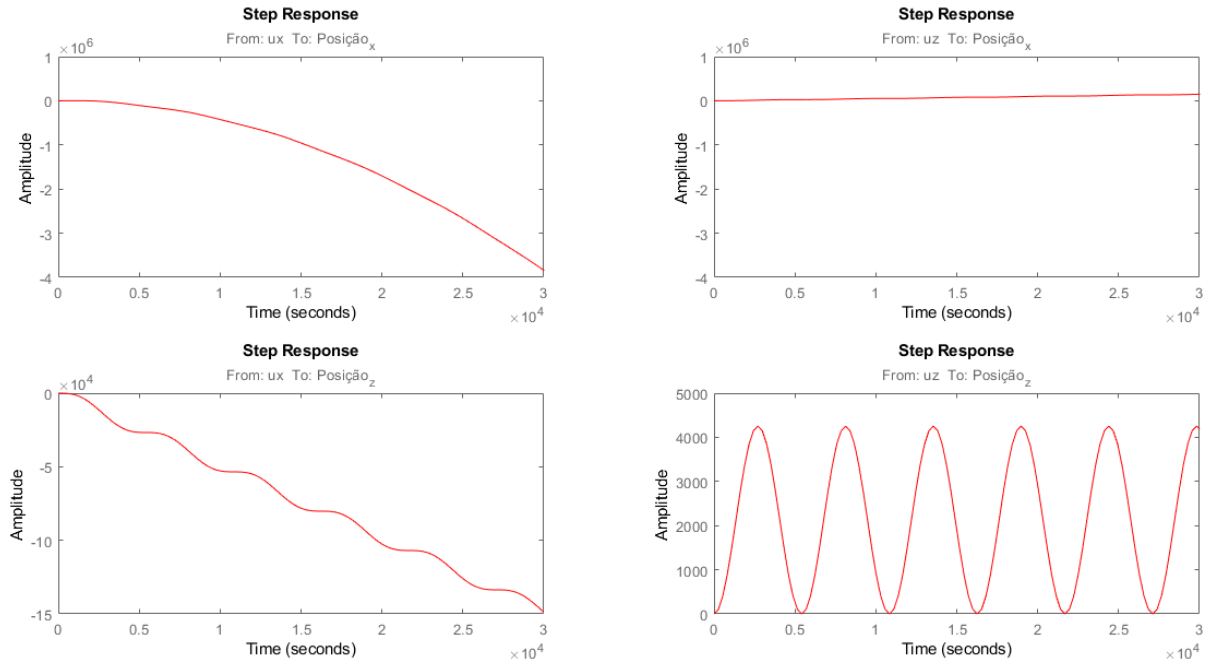 Step Response
From: ux To: Posição_x
×10^6
1
0
-1
-2
-3
-4
Amplitude
0 0.5 1 1.5 2 2.5 3
Time (seconds)
×10^4
Step Response
From: uz To: Posição_x
×10^6
1
0
-1
-2
-3
-4
Amplitude
0 0.5 1 1.5 2 2.5 3
Time (seconds)
×10^4
Step Response
From: ux To: Posição_z
×10^4
0
-5
-10
-15
Amplitude
0 0.5 1 1.5 2 2.5 3
Time (seconds)
×10^4
Step Response
From: uz To: Posição_z
5000
4000
3000
2000
1000
0
Amplitude
0 0.5 1 1.5 2 2.5 3
Time (seconds)
×10^4